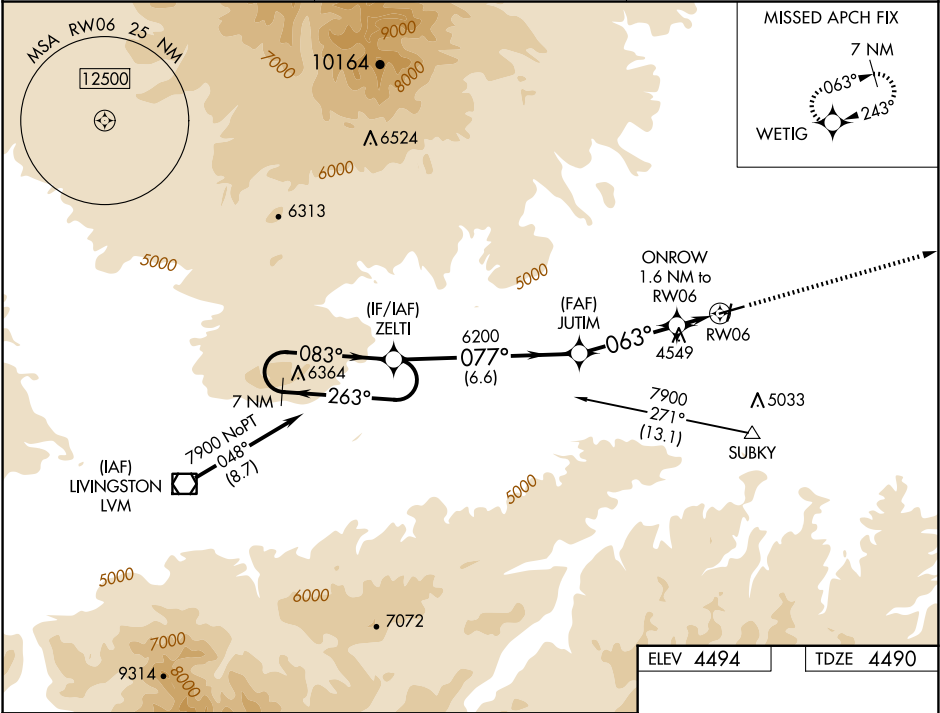 MSA RW06 25 NM
12500
9000
7000
10164
8000
6524
6000
6313
5000
MISSED APCH FIX
7 NM
063°
243°
WETIG
5000
ONROW
1.6 NM to
RW06
(IF/IAF)
ZELTI
(FAF)
JUTIM
6200
077°
(6.6)
063°
RW06
4549
083°
6364
263°
7 NM
7900 NoPT
048°
(8.7)
(IAF)
LIVINGSTON
LVM
7900
271°
(13.1)
5033
SUBKY
5000
5000
6000
7072
7000
9314
8000
ELEV 4494
TDZE 4490